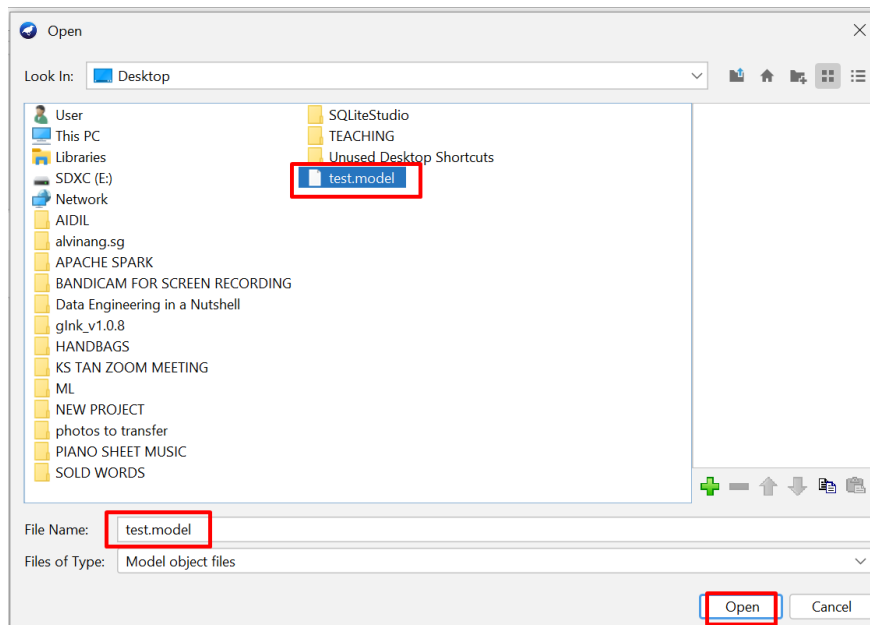 Open
Look In: Desktop
User
This PC
Libraries
SDXC (E:)
Network
AIDIL
alvinang.sg
APACHE SPARK
BANDICAM FOR SCREEN RECORDING
Data Engineering in a Nutshell
gInk_v1.0.8
HANDBAGS
KS TAN ZOOM MEETING
ML
NEW PROJECT
photos to transfer
PIANO SHEET MUSIC
SOLD WORDS
SQLiteStudio
TEACHING
Unused Desktop Shortcuts
test.model
File Name: test.model
Files of Type: Model object files
Open Cancel